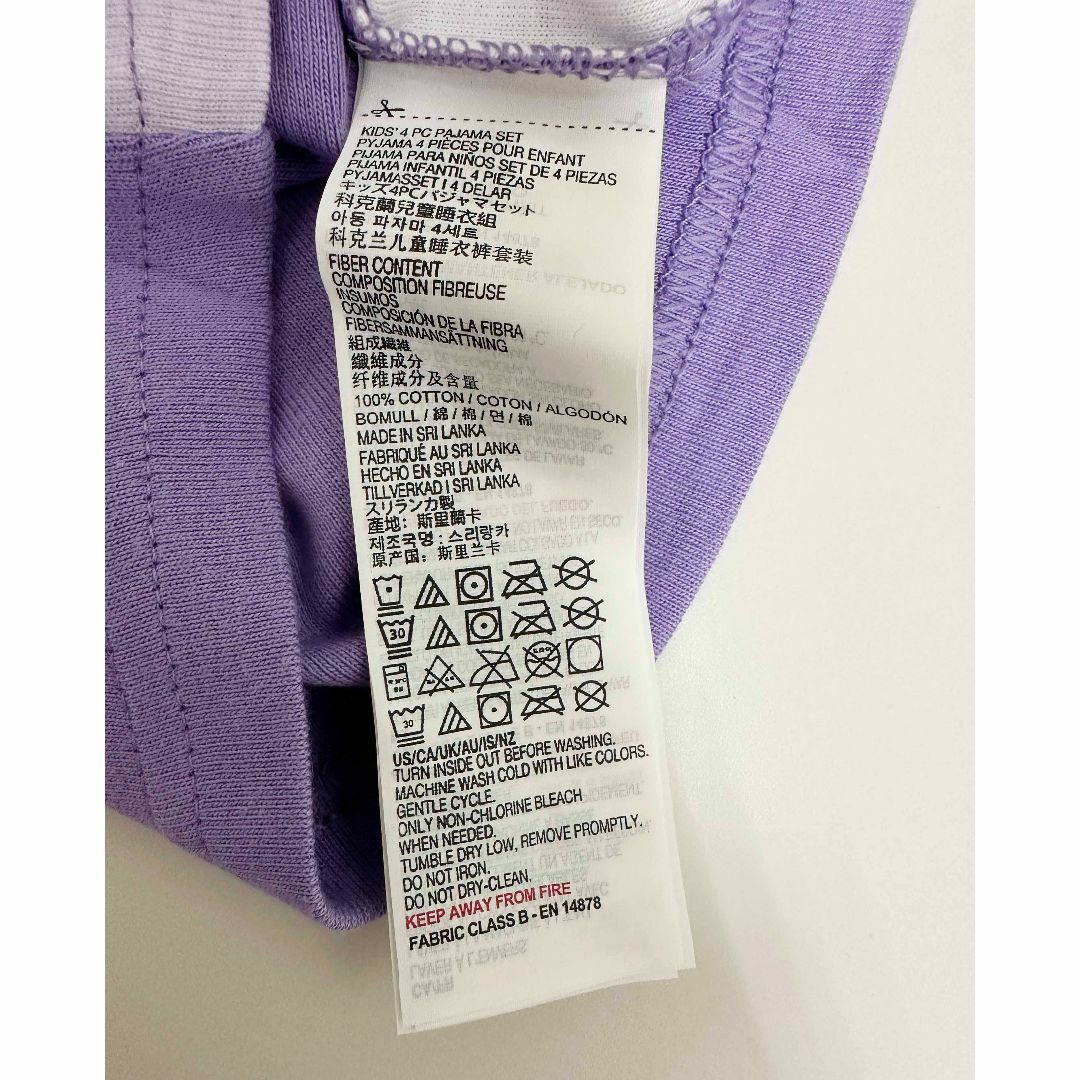 KIDS' 4 PC PAJAMA SET
PYJAMA 4 PIÈCES POUR ENFANT
PIJAMA PARA NIÑOS SET DE 4 PIEZAS
PIJAMA INFANTIL 4 PIEZAS
PYJAMASSET I 4 DELAR
キッズ4PCパジャマセット
科克蘭兒童睡衣組
아동 파자마 4세트
科克兰儿童睡衣裤套装
FIBER CONTENT
COMPOSITION FIBREUSE
INSUMOS
COMPOSICIÓN DE LA FIBRA
FIBERSAMMANSÄTTNING
組成繊維
纖維成分
纤维成分及含量
100% COTTON / COTON / ALGODÓN
BOMULL / 綿 / 棉 / 면 / 棉
MADE IN SRI LANKA
FABRIQUÉ AU SRI LANKA
HECHO EN SRI LANKA
TILLVERKAD I SRI LANKA
スリランカ製
產地: 斯里蘭卡
제조국명 : 스리랑카
原产国: 斯里兰卡
30
30
US/CA/UK/AU/IS/NZ
TURN INSIDE OUT BEFORE WASHING.
MACHINE WASH COLD WITH LIKE COLORS.
GENTLE CYCLE.
ONLY NON-CHLORINE BLEACH
WHEN NEEDED.
TUMBLE DRY LOW, REMOVE PROMPTLY.
DO NOT IRON.
DO NOT DRY-CLEAN.
KEEP AWAY FROM FIRE
FABRIC CLASS B - EN 14878